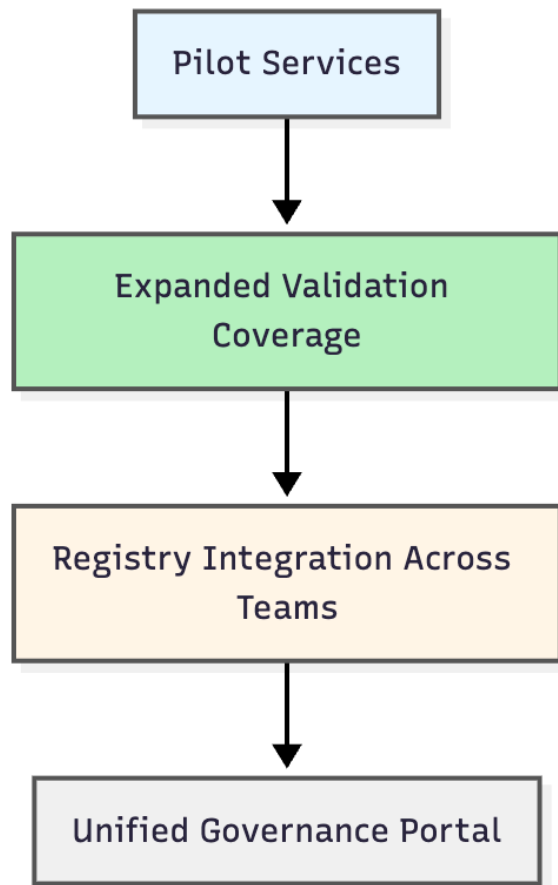 Pilot Services
Expanded Validation
Coverage
Registry Integration Across
Teams
Unified Governance Portal